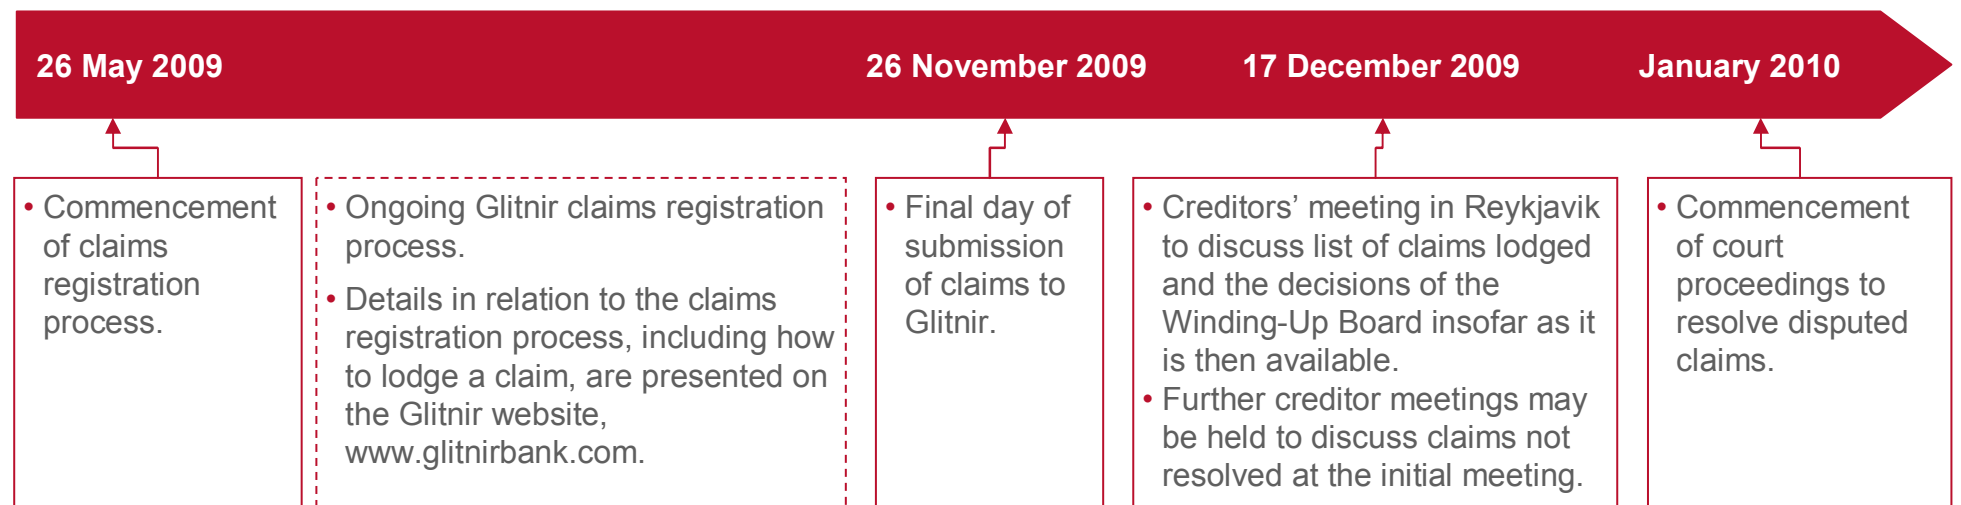 26 May 2009
26 November 2009
17 December 2009
January 2010
• Commencement
of claims
registration
process.
• Ongoing Glitnir claims registration
process.
• Details in relation to the claims
registration process, including how
to lodge a claim, are presented on
the Glitnir website,
www.glitnirbank.com.
• Final day of
submission
of claims to
Glitnir.
• Creditors’ meeting in Reykjavik
to discuss list of claims lodged
and the decisions of the
Winding-Up Board insofar as it
is then available.
• Further creditor meetings may
be held to discuss claims not
resolved at the initial meeting.
• Commencement
of court
proceedings to
resolve disputed
claims.